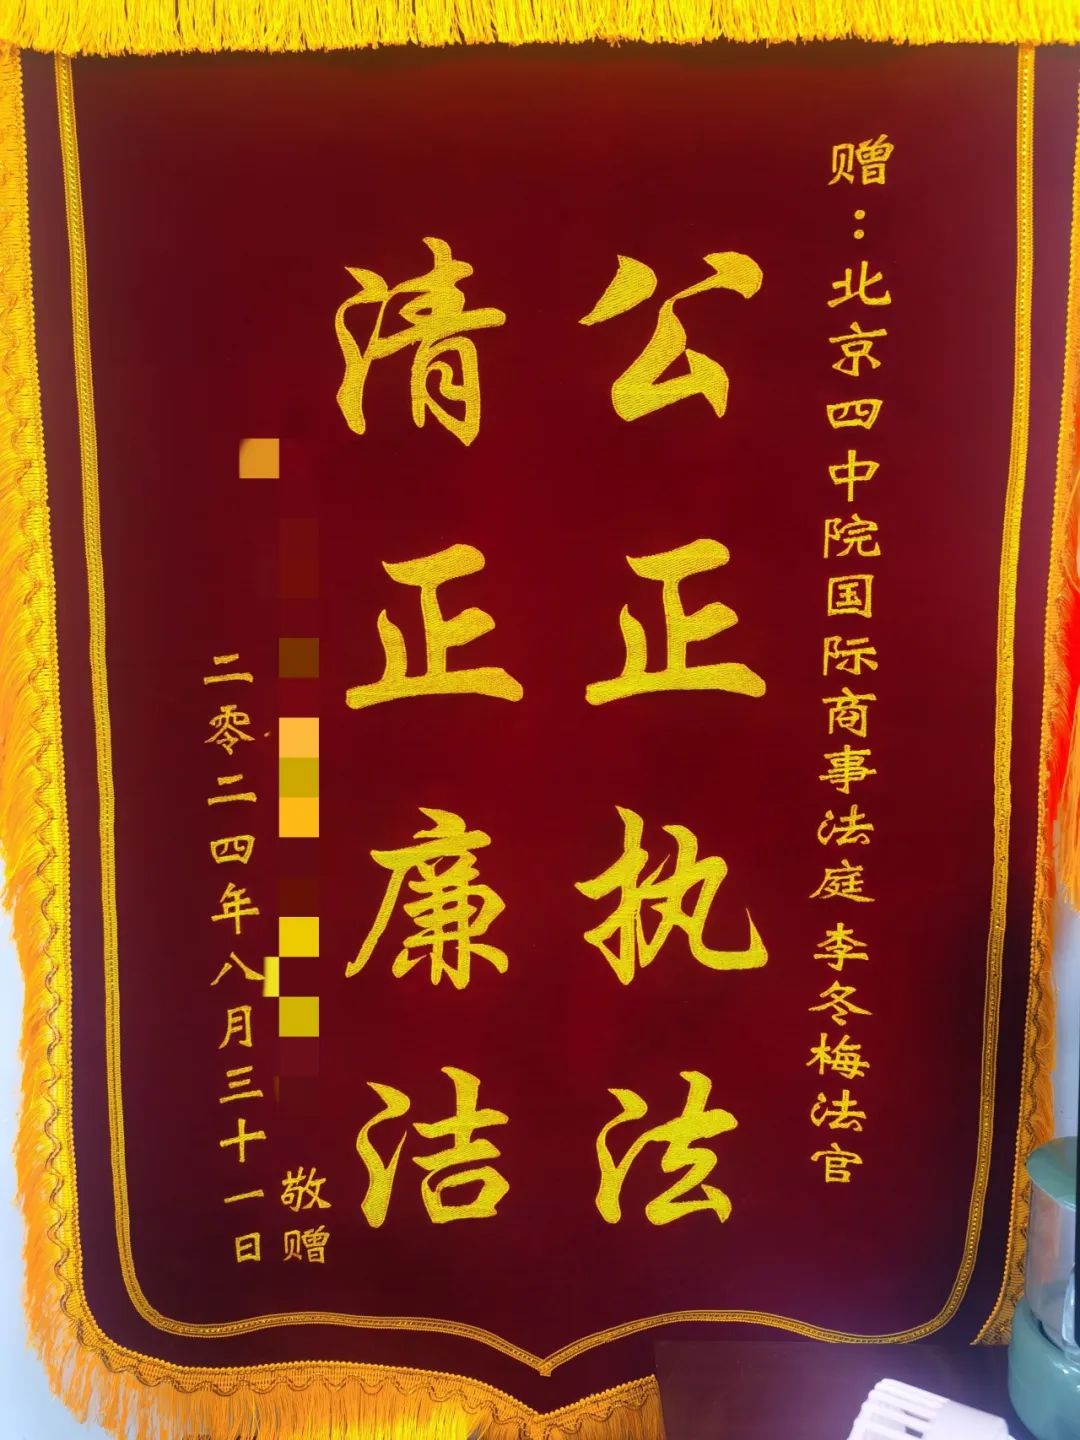 赠：北京四中院国际商事法庭李冬梅法官
公正执法
清正廉洁
敬赠
二零二四年八月三十一日